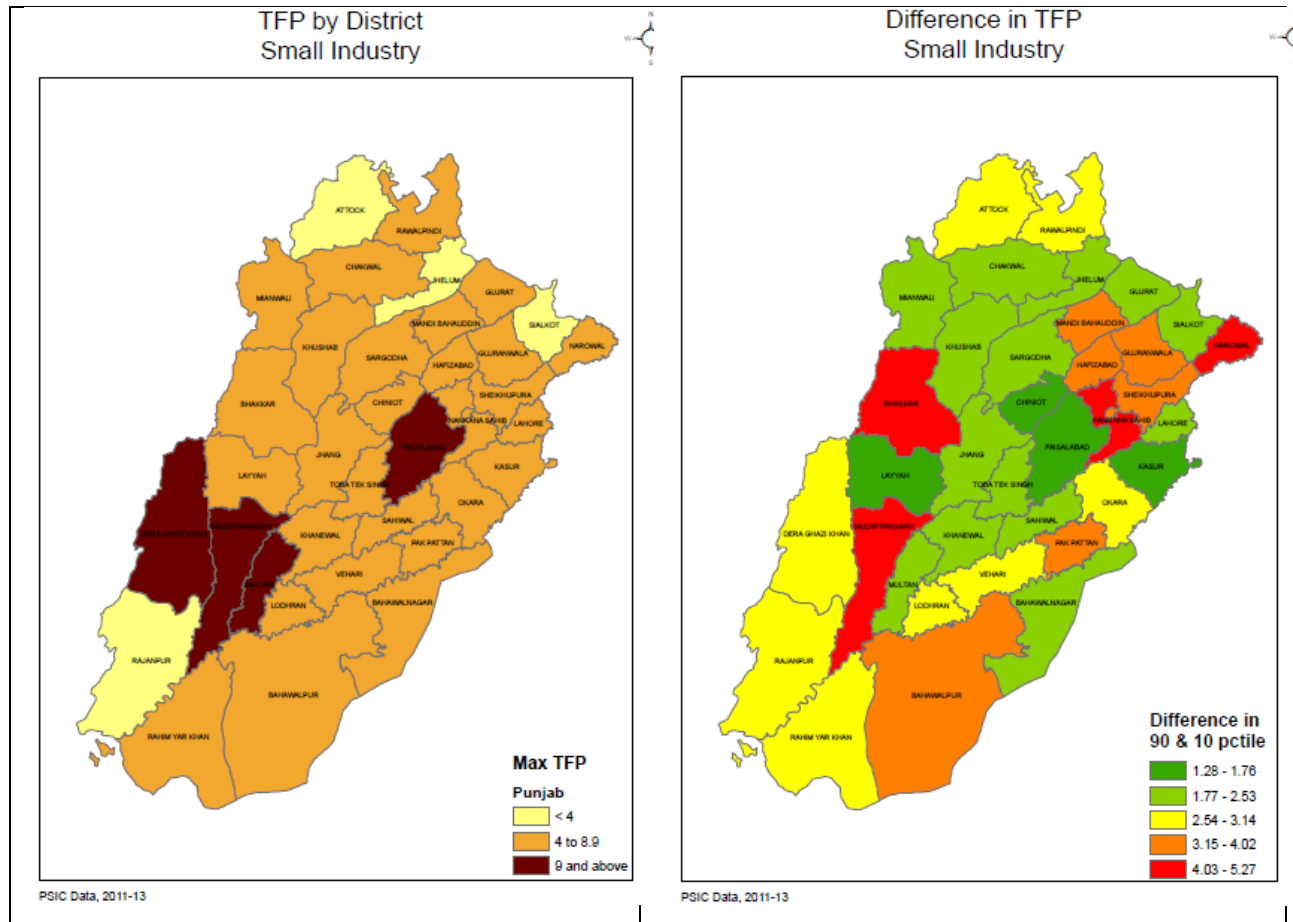 TFP by District
Small Industry
N
W
S
ATTOCK
RAWALPINDI
CHAKWAL
JHELUM
MIANWALI
GUJRAT
SIALKOT
MANDI BAHAUDDIN
KHUSHAB
NAROWAL
SARGODHA
GUJRANWALA
HAFIZABAD
SHEIKHUPURA
BHAKKAR
CHINIOT
NANKANA SAHIB
LAHORE
FAISALABAD
JHANG
KASUR
LAYYAH
TOBA TEK SINGH
OKARA
SAHIWAL
MUZAFFARGARH
DERA GHAZI KHAN
KHANEWAL
PAK PATTAN
VEHARI
MULTAN
LODHRAN
BAHAWALNAGAR
RAJANPUR
BAHAWALPUR
RAHIM YAR KHAN
Max TFP
Punjab
< 4
4 to 8.9
9 and above
PSIC Data, 2011-13
Difference in TFP
Small Industry
W
ATTOCK
RAWALPINDI
CHAKWAL
JHELUM
MIANWALI
GUJRAT
SIALKOT
MANDI BAHAUDDIN
KHUSHAB
NAROWAL
SARGODHA
GUJRANWALA
HAFIZABAD
SHEIKHUPURA
BHAKKAR
CHINIOT
NANKANA SAHIB
LAHORE
FAISALABAD
JHANG
KASUR
LAYYAH
TOBA TEK SINGH
OKARA
SAHIWAL
MUZAFFARGARH
DERA GHAZI KHAN
KHANEWAL
PAK PATTAN
VEHARI
MULTAN
LODHRAN
BAHAWALNAGAR
RAJANPUR
BAHAWALPUR
RAHIM YAR KHAN
Difference in
90 & 10 pctile
1.28 - 1.76
1.77 - 2.53
2.54 - 3.14
3.15 - 4.02
4.03 - 5.27
PSIC Data, 2011-13